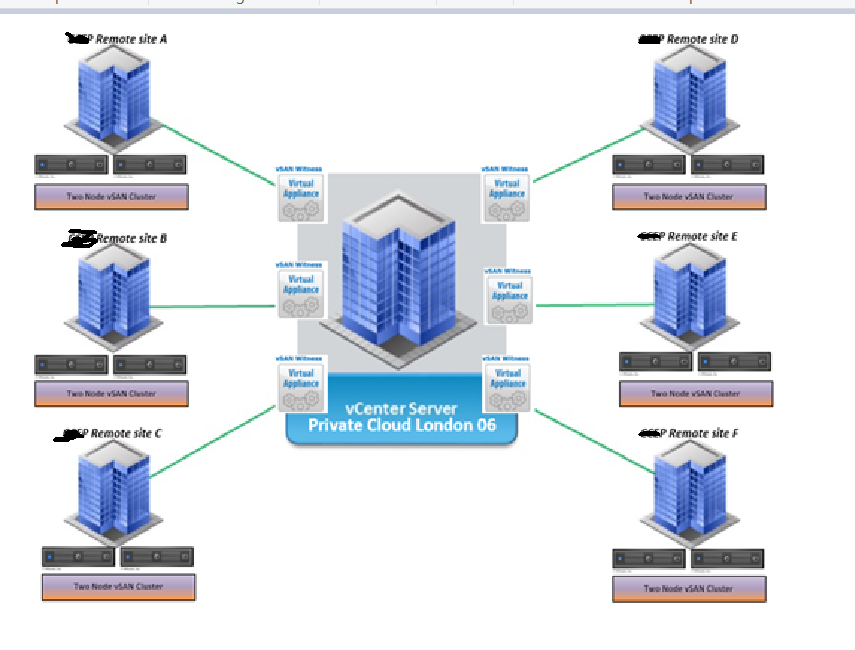 Remote site A
Two Node vSAN Cluster
Remote site B
Two Node vSAN Cluster
Remote site C
Two Node vSAN Cluster
vSAN Witness
Virtual
Appliance
vSAN Witness
Virtual
Appliance
vSAN Witness
Virtual
Appliance
vSAN Witness
Virtual
Appliance
vSAN Witness
Virtual
Appliance
vSAN Witness
Virtual
Appliance
vCenter Server
Private Cloud London 06
Remote site D
Two Node vSAN Cluster
Remote site E
Two Node vSAN Cluster
Remote site F
Two Node vSAN Cluster